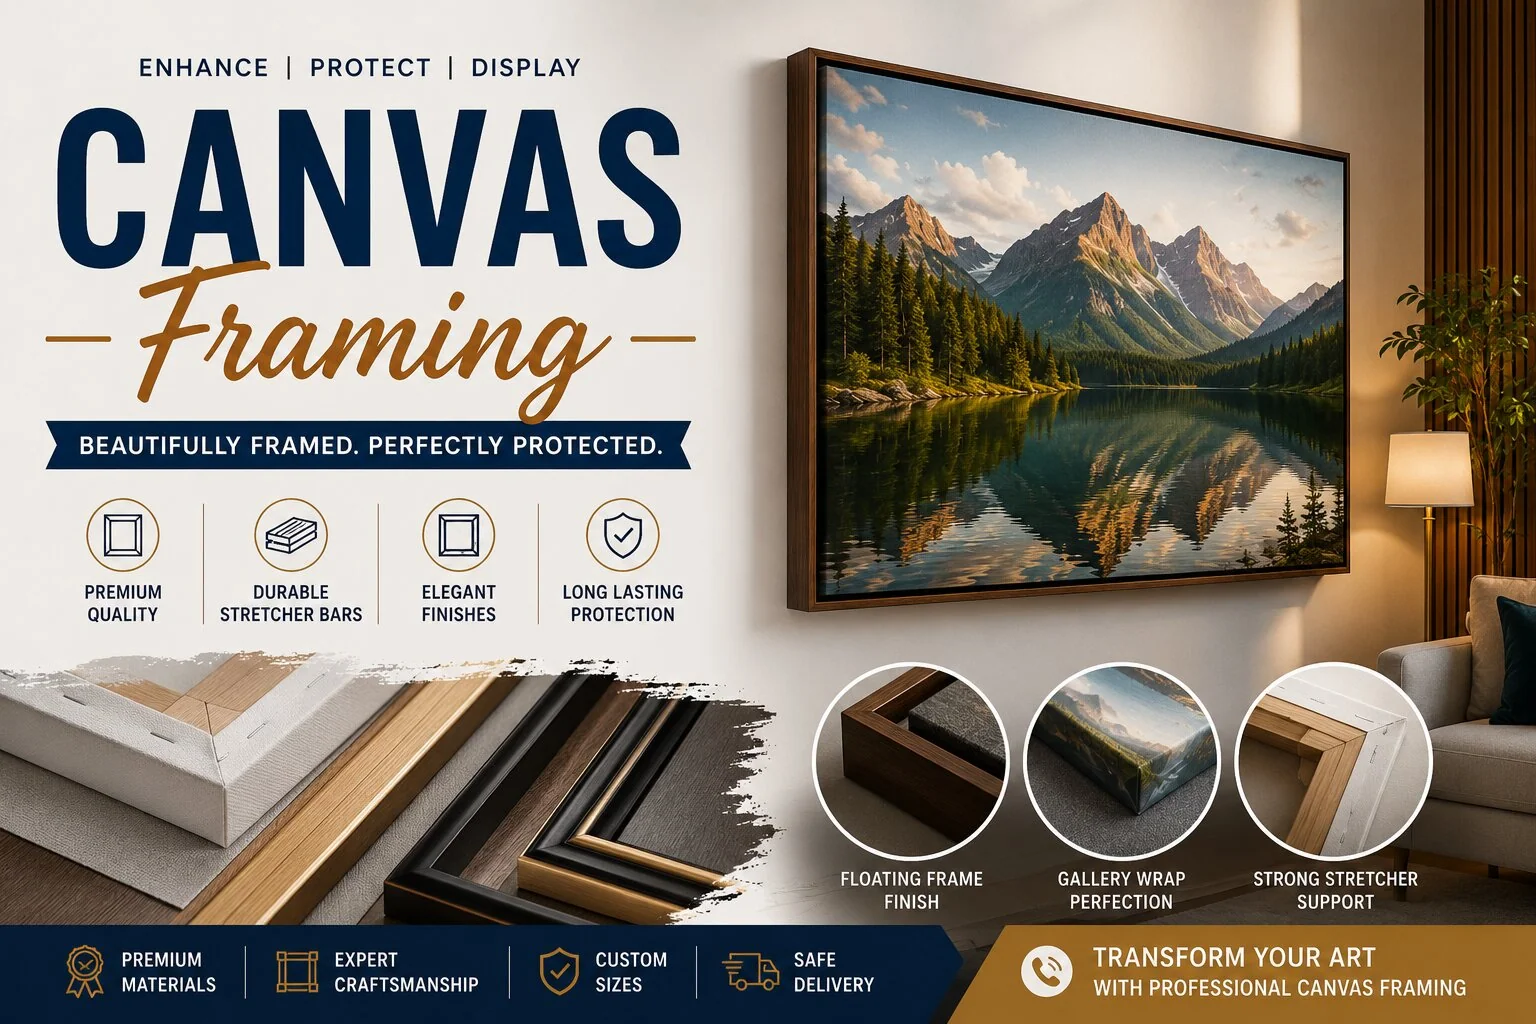 ENHANCE | PROTECT | DISPLAY
CANVAS
Framing
BEAUTIFULLY FRAMED. PERFECTLY PROTECTED.
PREMIUM
QUALITY
DURABLE
STRETCHER BARS
ELEGANT
FINISHES
LONG LASTING
PROTECTION
FLOATING FRAME
FINISH
GALLERY WRAP
PERFECTION
STRONG STRETCHER
SUPPORT
PREMIUM
MATERIALS
EXPERT
CRAFTSMANSHIP
CUSTOM
SIZES
SAFE
DELIVERY
TRANSFORM YOUR ART
WITH PROFESSIONAL CANVAS FRAMING